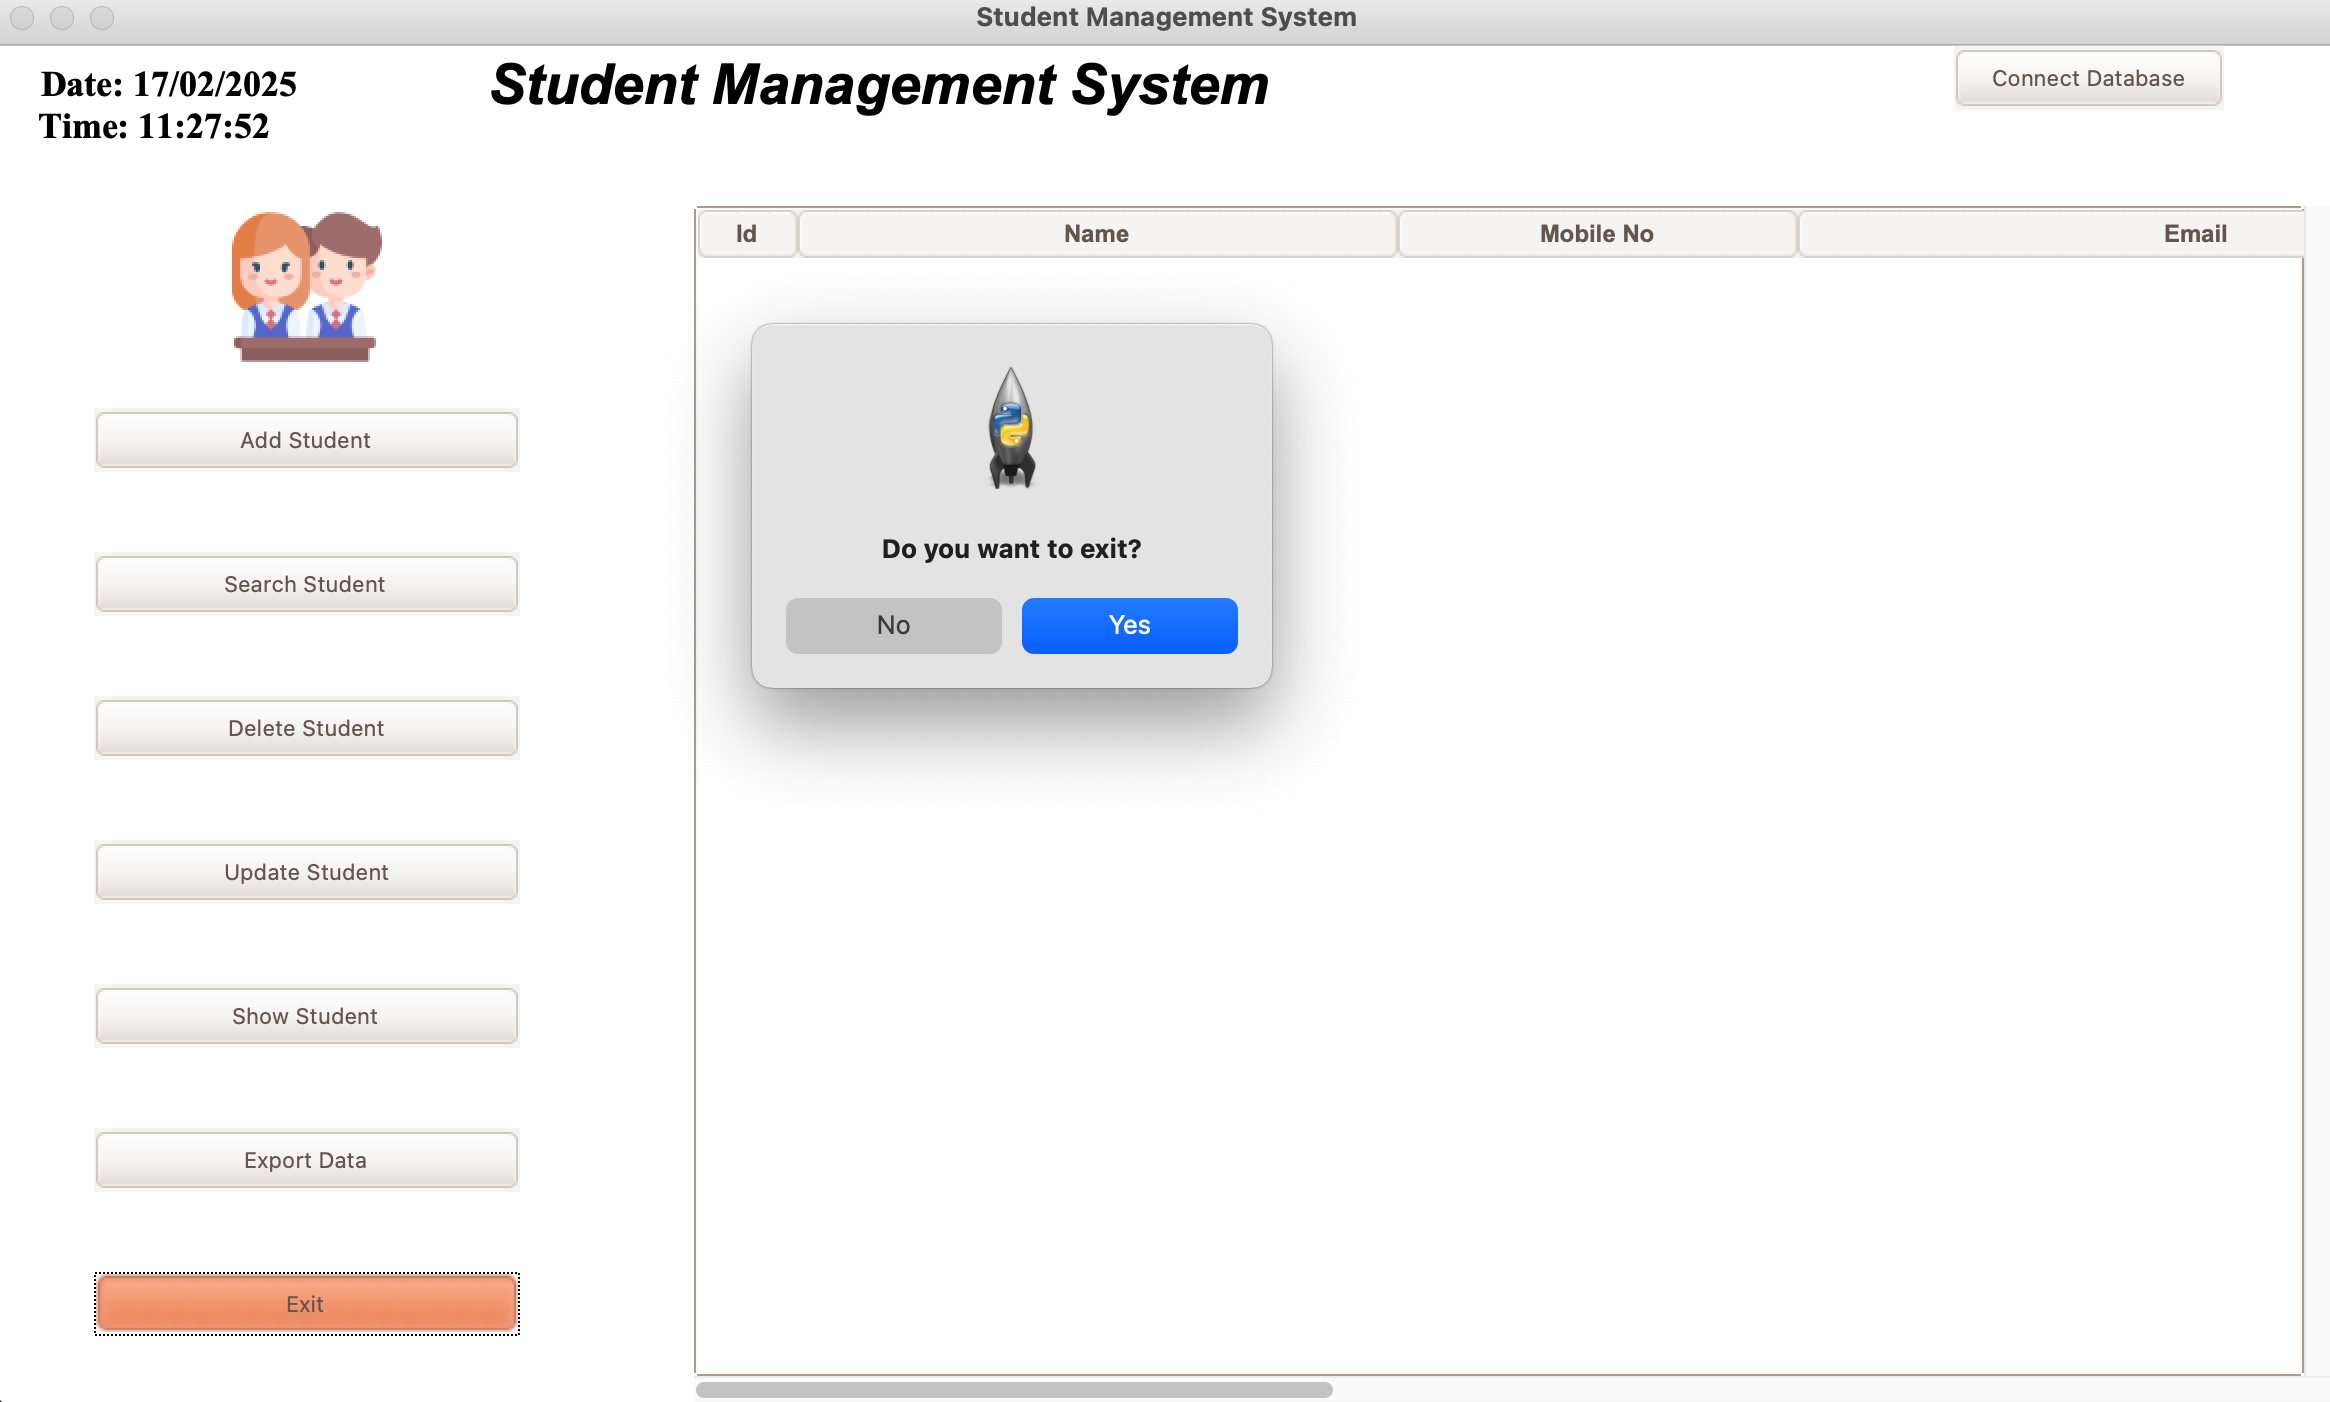 Student Management System
Date: 17/02/2025
Time: 11:27:52
Student Management System
Connect Database
Id Name Mobile No Email
Do you want to exit?
No Yes
Add Student
Search Student
Delete Student
Update Student
Show Student
Export Data
Exit